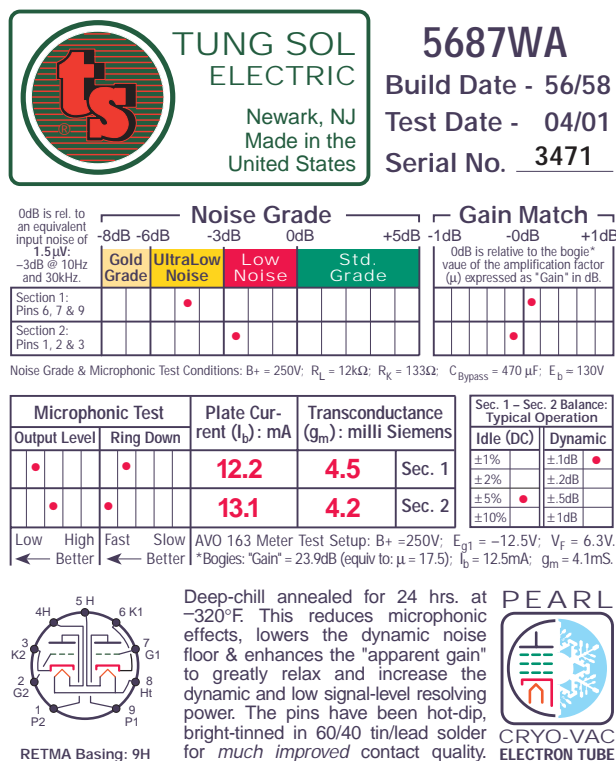 ts
®
TUNG SOL
ELECTRIC
Newark, NJ
Made in the
United States
5687WA
Build Date - 56/58
Test Date - 04/01
Serial No. 3471
0dB is rel. to
an equivalent
input noise of
1.5μV:
–3dB @ 10Hz
and 30kHz.
Noise Grade
-8dB -6dB -3dB 0dB +5dB
Gold
Grade
UltraLow
Noise
Low
Noise
Std.
Grade
Gain Match
-1dB -0dB +1dB
0dB is relative to the bogie*
vaue of the amplification factor
(μ) expressed as "Gain" in dB.
Section 1:
Pins 6, 7 & 9
Section 2:
Pins 1, 2 & 3
Noise Grade & Microphonic Test Conditions: B+ = 250V; RL = 12kΩ; RK = 133Ω; CBypass = 470 μF; Eb ≈ 130V
Microphonic Test
Output Level Ring Down
Low High Fast Slow
Better Better
Plate Cur-
rent (Ib) : mA
Transconductance
(gm) : milli Siemens
12.2 4.5 Sec. 1
13.1 4.2 Sec. 2
Sec. 1 – Sec. 2 Balance:
Typical Operation
Idle (DC) Dynamic
±1% ±.1dB
±2% ±.2dB
±5% ±.5dB
±10% ±1dB
AVO 163 Meter Test Setup: B+ =250V; Eg1 = –12.5V; VF = 6.3V.
*Bogies: "Gain" = 23.9dB (equiv to: μ = 17.5); Ib = 12.5mA; gm = 4.1mS.
5 H
4H
6 K1
3
K2
7
G1
2
G2
8
Ht
1
P2
9
P1
RETMA Basing: 9H
Deep-chill annealed for 24 hrs. at
–320°F. This reduces microphonic
effects, lowers the dynamic noise
floor & enhances the "apparent gain"
to greatly relax and increase the
dynamic and low signal-level resolving
power. The pins have been hot-dip,
bright-tinned in 60/40 tin/lead solder
for much improved contact quality.
PEARL
CRYO-VAC
ELECTRON TUBE